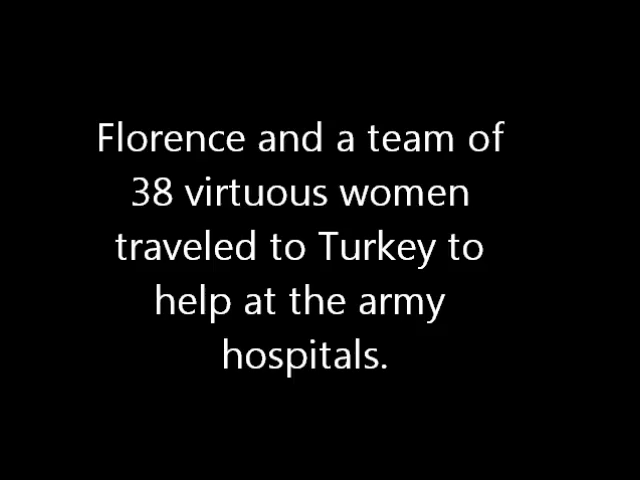 Florence and a team of
38 virtuous women
traveled to Turkey to
help at the army
hospitals.